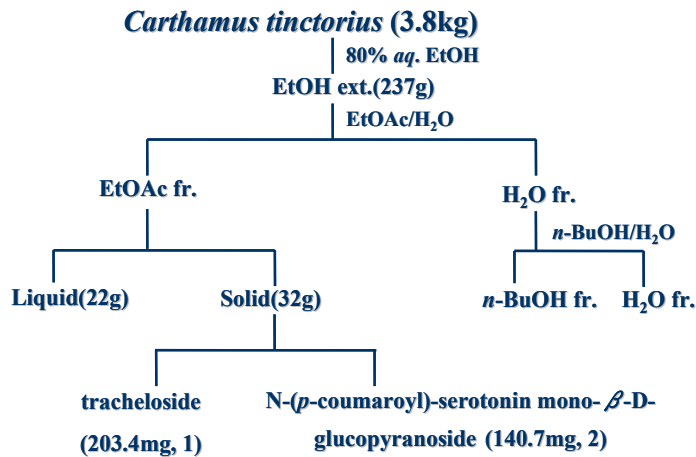 Carthamus tinctorius (3.8kg)
80% aq. EtOH
EtOH ext.(237g)
EtOAc/H₂O
EtOAc fr.
H₂O fr.
n-BuOH/H₂O
Liquid(22g)
Solid(32g)
n-BuOH fr.
H₂O fr.
tracheloside
(203.4mg, 1)
N-(p-coumaroyl)-serotonin mono-β-D-
glucopyranoside (140.7mg, 2)